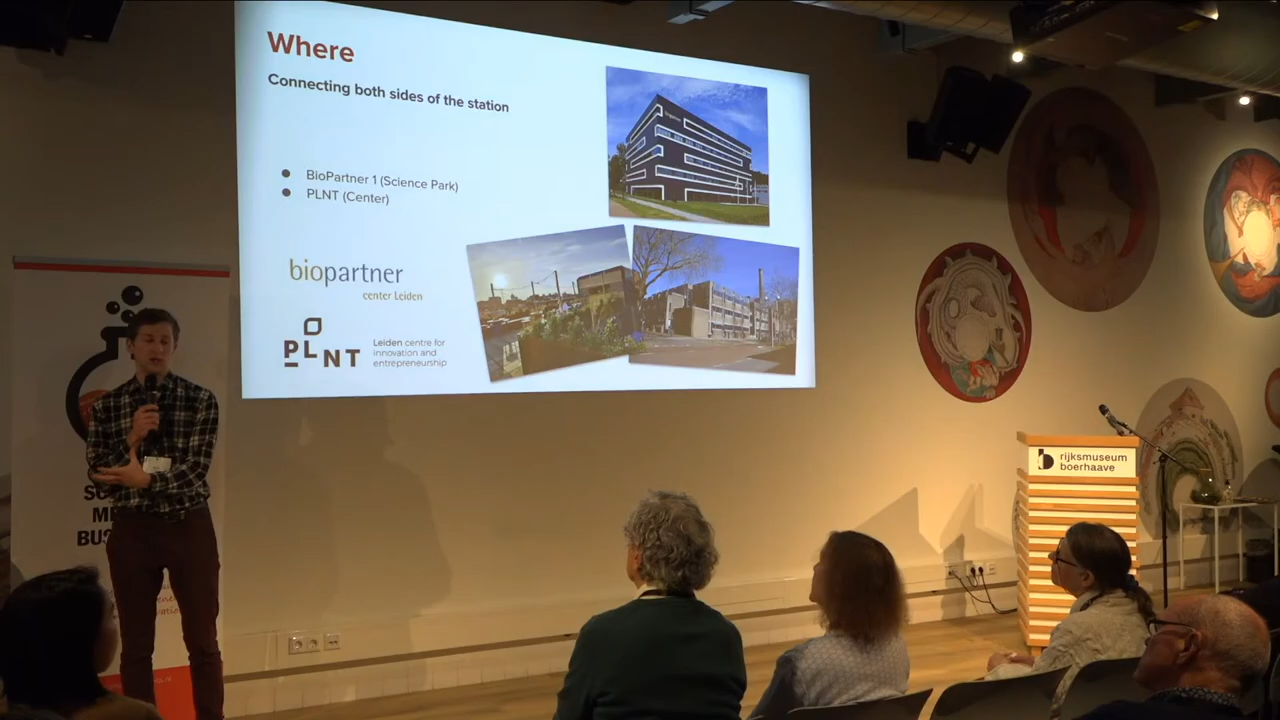 Where
Connecting both sides of the station
BioPartner 1 (Science Park)
PLNT (Center)
biopartner
center Leiden
PLNT
Leiden centre for
innovation and
entrepreneurship
rijksmuseum
boerhaave